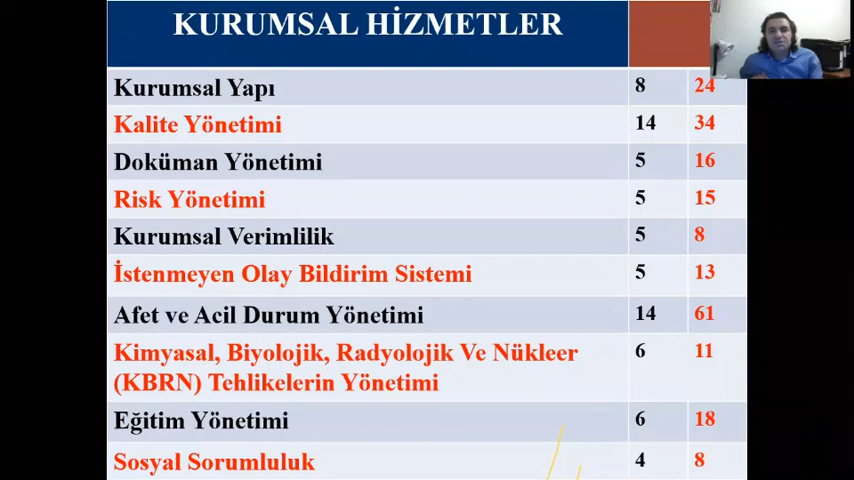 KURUMSAL HİZMETLER
Kurumsal Yapı 8 24
Kalite Yönetimi 14 34
Doküman Yönetimi 5 16
Risk Yönetimi 5 15
Kurumsal Verimlilik 5 8
İstenmeyen Olay Bildirim Sistemi 5 13
Afet ve Acil Durum Yönetimi 14 61
Kimyasal, Biyolojik, Radyolojik Ve Nükleer 6 11
(KBRN) Tehlikelerin Yönetimi
Eğitim Yönetimi 6 18
Sosyal Sorumluluk 4 8